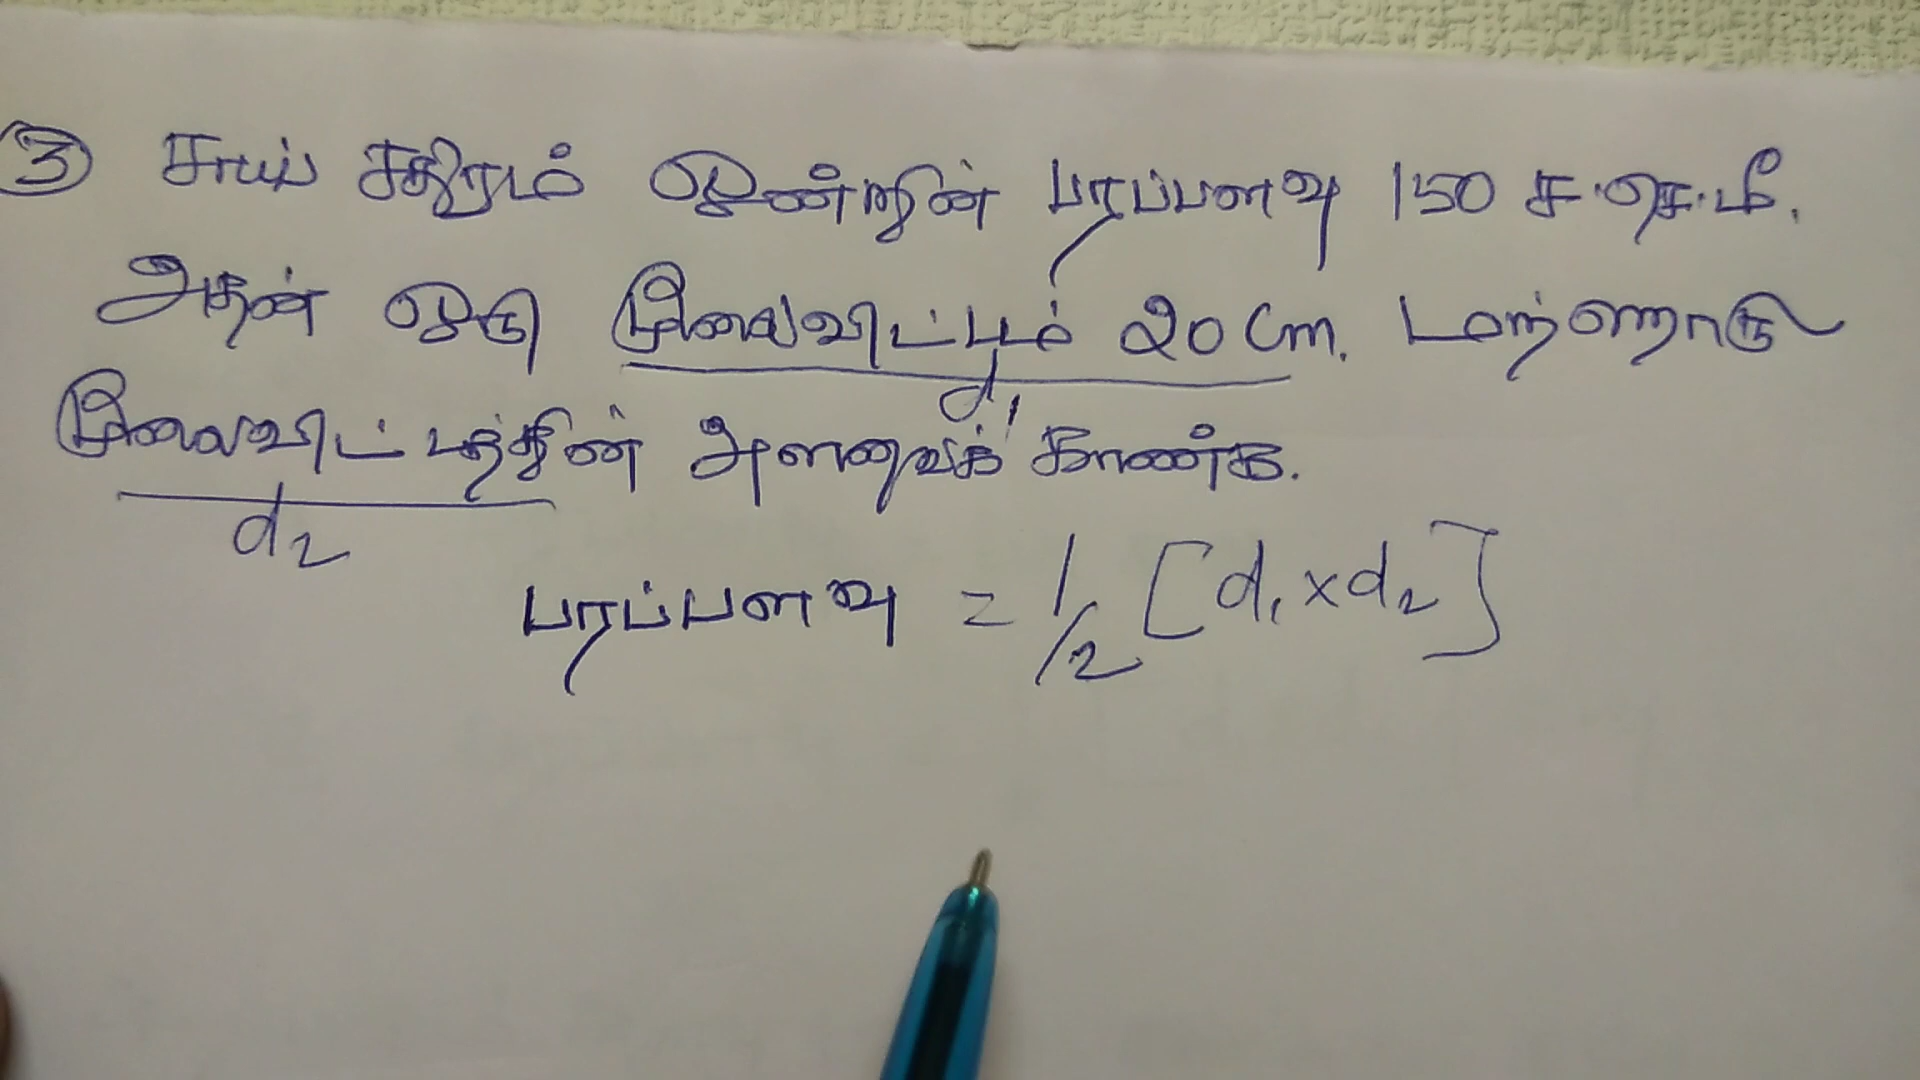 ③ சாய் சதிரம் ஒன்றின் பரப்பளவு 150 ச.செ.மீ.
அதன் ஒரு மூலைவிட்டம் 20 Cm. மற்றொரு
d1
மூலைவிட்டத்தின் அளவைக் காண்க.
d2
பரப்பளவு = 1/2 [d1 x d2]